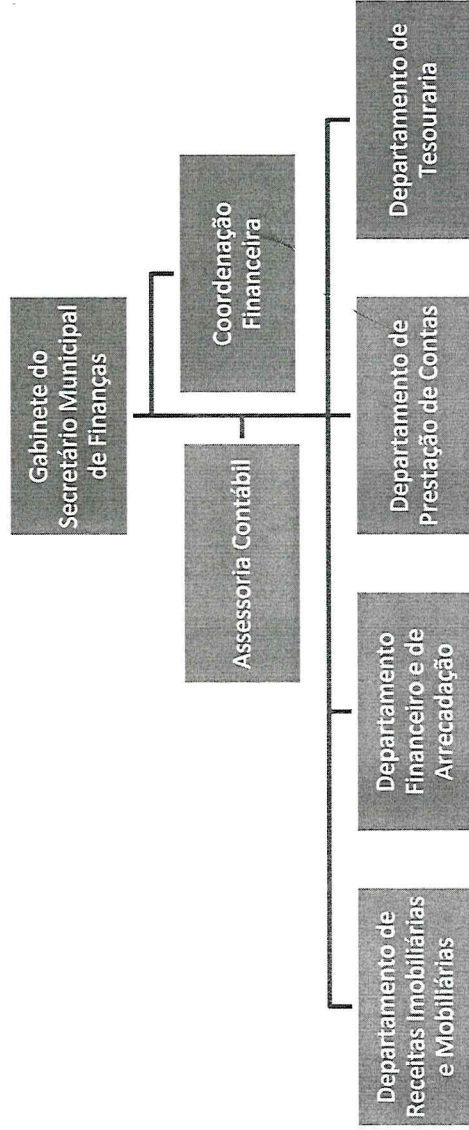 Gabinete do
Secretário Municipal
de Finanças
Coordenação
Financeira
Assessoria Contábil
Departamento de
Receitas Imobiliárias
e Mobiliárias
Departamento
Financeiro e de
Arrecadação
Departamento de
Prestação de Contas
Departamento de
Tesouraria